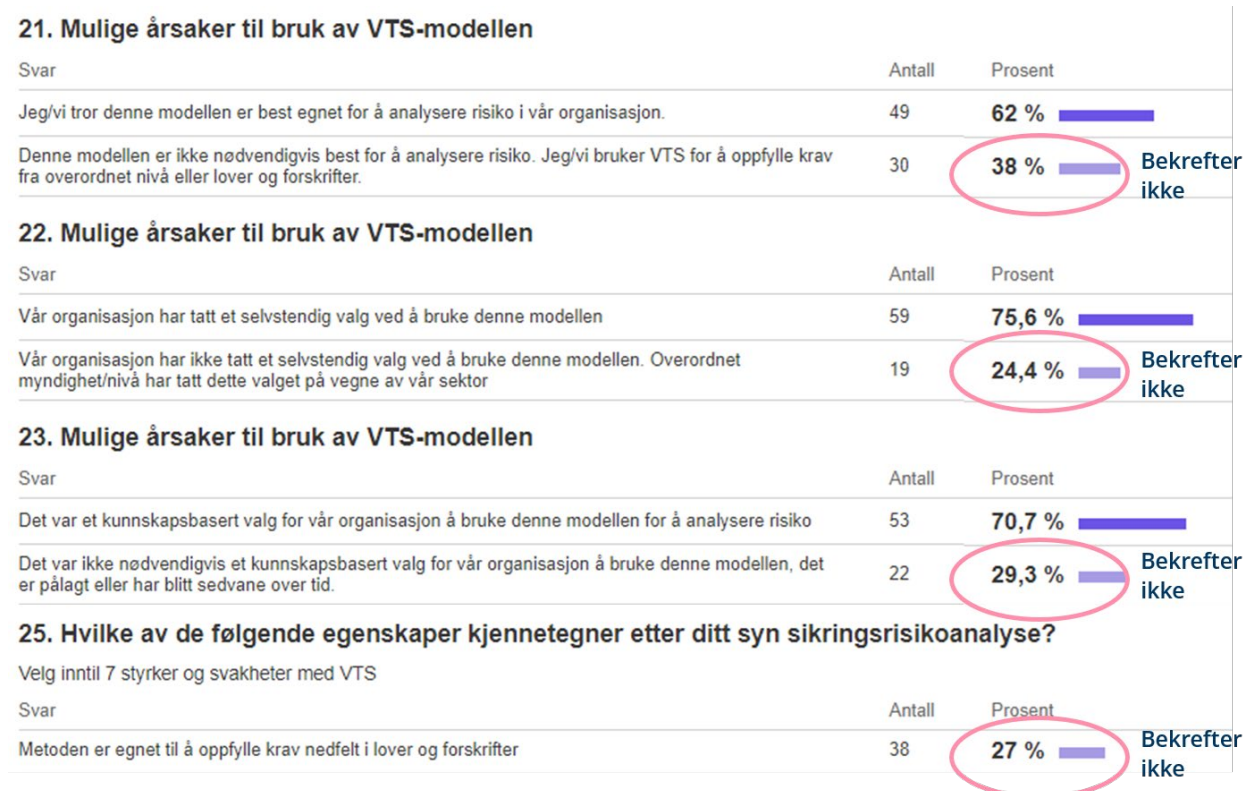 21. Mulige årsaker til bruk av VTS-modellen
Svar Antall Prosent
Jeg/vi tror denne modellen er best egnet for å analysere risiko i vår organisasjon. 49 62 %
Denne modellen er ikke nødvendigvis best for å analysere risiko. Jeg/vi bruker VTS for å oppfylle krav
fra overordnet nivå eller lover og forskrifter. 30 38 % Bekrefter
ikke
22. Mulige årsaker til bruk av VTS-modellen
Svar Antall Prosent
Vår organisasjon har tatt et selvstendig valg ved å bruke denne modellen 59 75,6 %
Vår organisasjon har ikke tatt et selvstendig valg ved å bruke denne modellen. Overordnet
myndighet/nivå har tatt dette valget på vegne av vår sektor 19 24,4 % Bekrefter
ikke
23. Mulige årsaker til bruk av VTS-modellen
Svar Antall Prosent
Det var et kunnskapsbasert valg for vår organisasjon å bruke denne modellen for å analysere risiko 53 70,7 %
Det var ikke nødvendigvis et kunnskapsbasert valg for vår organisasjon å bruke denne modellen, det
er pålagt eller har blitt sedvane over tid. 22 29,3 % Bekrefter
ikke
25. Hvilke av de følgende egenskaper kjennetegner etter ditt syn sikringsrisikoanalyse?
Velg inntil 7 styrker og svakheter med VTS
Svar Antall Prosent
Metoden er egnet til å oppfylle krav nedfelt i lover og forskrifter 38 27 % Bekrefter
ikke